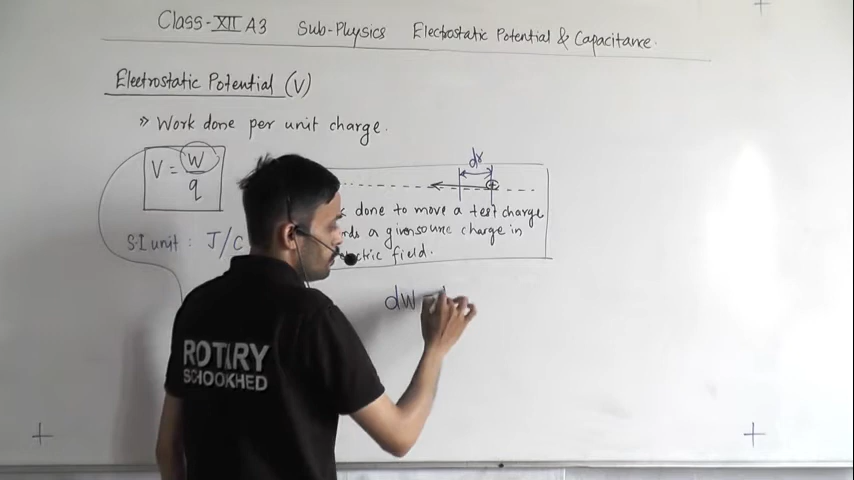 Class-XII A3 Sub-Physics Electrostatic Potential & Capacitance.
Electrostatic Potential (V)
» Work done per unit charge.
V = W/q
dr
+
done to move a test charge
a given source charge in
field.
S.I unit : J/C
dW =
ROTARY